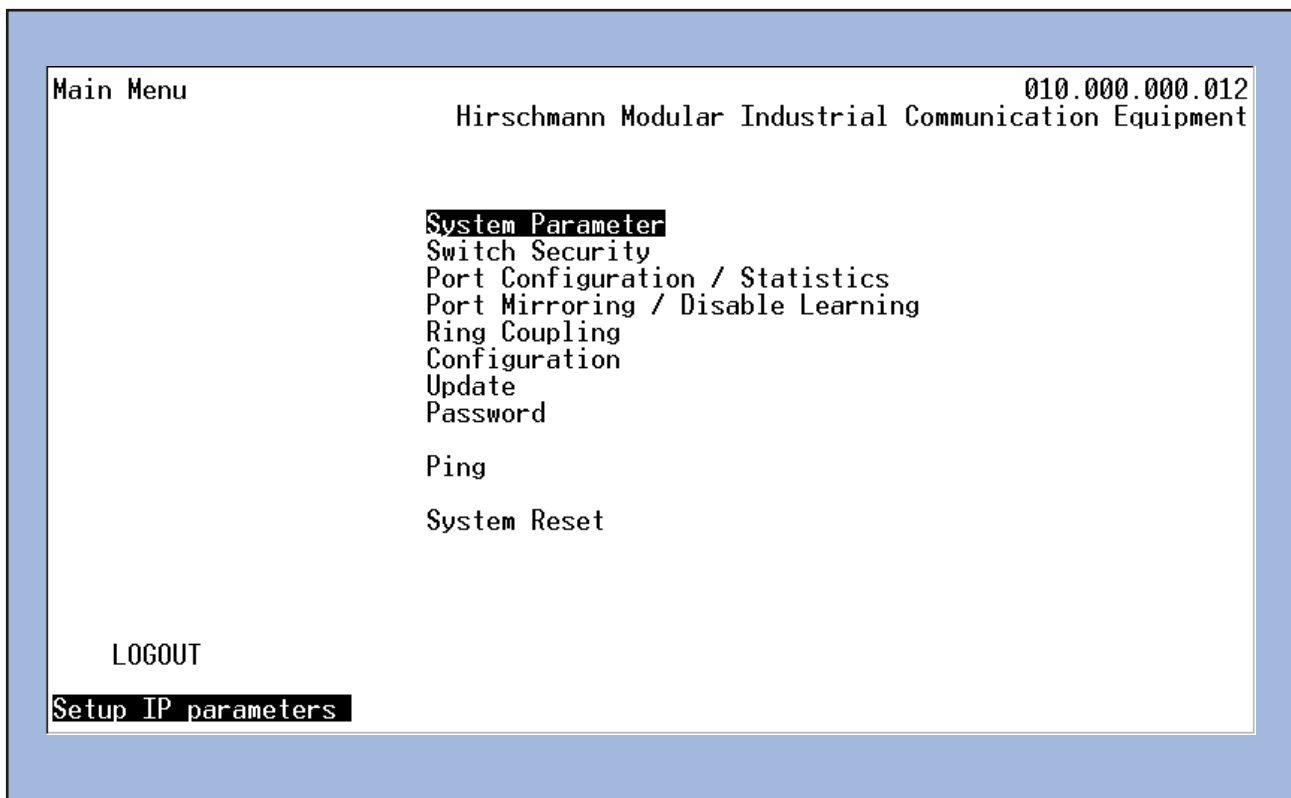 Main Menu
010.000.000.012
Hirschmann Modular Industrial Communication Equipment
System Parameter
Switch Security
Port Configuration / Statistics
Port Mirroring / Disable Learning
Ring Coupling
Configuration
Update
Password
Ping
System Reset
LOGOUT
Setup IP parameters